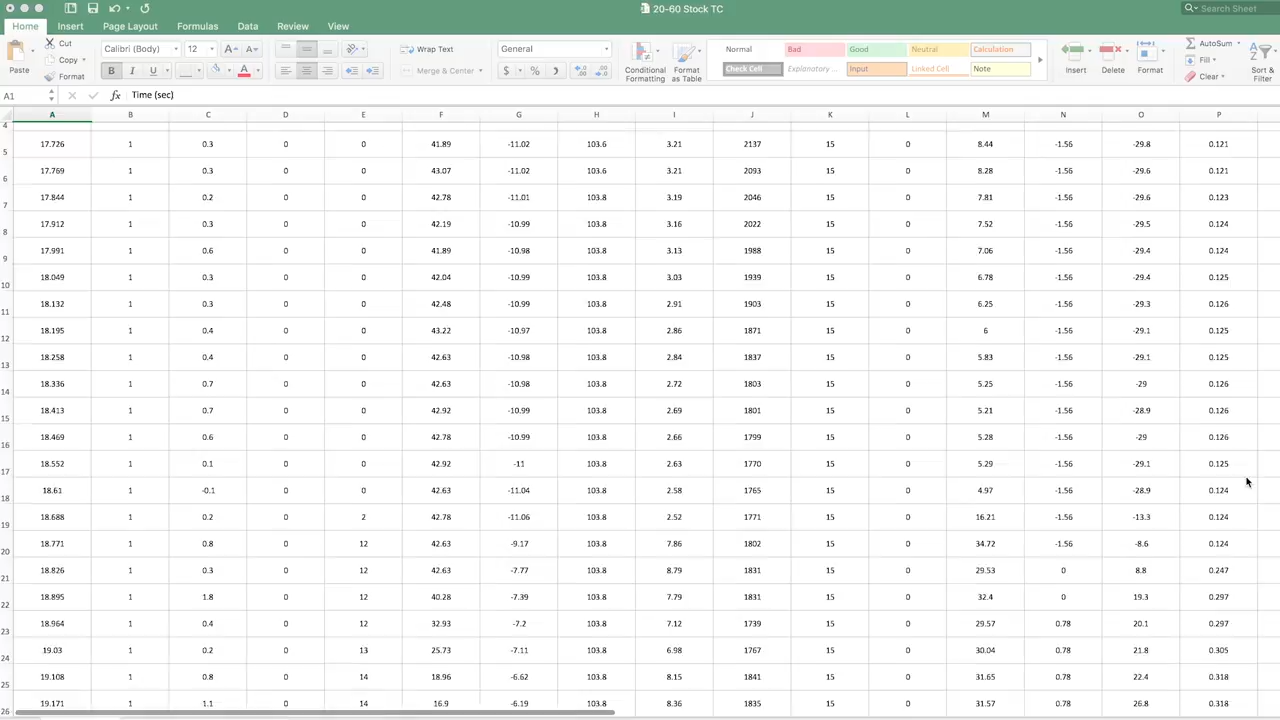 20-60 Stock TC
Search Sheet
Home Insert Page Layout Formulas Data Review View
Paste
Cut
Copy
Format
Calibri (Body) 12 A A
B I U A
Wrap Text
Merge & Center
General
$ % ,
Conditional Formatting
Format as Table
Normal Bad Good Neutral Calculation
Check Cell Explanatory ... Input Linked Cell Note
Insert Delete Format
AutoSum
Fill
Clear
Sort & Filter
A1 fx Time (sec)
A B C D E F G H I J K L M N O P
4
5 17.726 1 0.3 0 0 41.89 -11.02 103.6 3.21 2137 15 0 8.44 -1.56 -29.8 0.121
6 17.769 1 0.3 0 0 43.07 -11.02 103.6 3.21 2093 15 0 8.28 -1.56 -29.6 0.121
7 17.844 1 0.2 0 0 42.78 -11.01 103.8 3.19 2046 15 0 7.81 -1.56 -29.6 0.123
8 17.912 1 0.3 0 0 42.19 -10.99 103.8 3.16 2022 15 0 7.52 -1.56 -29.5 0.124
9 17.991 1 0.6 0 0 41.89 -10.98 103.8 3.13 1988 15 0 7.06 -1.56 -29.4 0.124
10 18.049 1 0.3 0 0 42.04 -10.99 103.8 3.03 1939 15 0 6.78 -1.56 -29.4 0.125
11 18.132 1 0.3 0 0 42.48 -10.99 103.8 2.91 1903 15 0 6.25 -1.56 -29.3 0.126
12 18.195 1 0.4 0 0 43.22 -10.97 103.8 2.86 1871 15 0 6 -1.56 -29.1 0.125
13 18.258 1 0.4 0 0 42.63 -10.98 103.8 2.84 1837 15 0 5.83 -1.56 -29.1 0.125
14 18.336 1 0.7 0 0 42.63 -10.98 103.8 2.72 1803 15 0 5.25 -1.56 -29 0.126
15 18.413 1 0.7 0 0 42.92 -10.99 103.8 2.69 1801 15 0 5.21 -1.56 -28.9 0.126
16 18.469 1 0.6 0 0 42.78 -10.99 103.8 2.66 1799 15 0 5.28 -1.56 -29 0.126
17 18.552 1 0.1 0 0 42.92 -11 103.8 2.63 1770 15 0 5.29 -1.56 -29.1 0.125
18 18.61 1 -0.1 0 0 42.63 -11.04 103.8 2.58 1765 15 0 4.97 -1.56 -28.9 0.124
19 18.688 1 0.2 0 2 42.78 -11.06 103.8 2.52 1771 15 0 16.21 -1.56 -13.3 0.124
20 18.771 1 0.8 0 12 42.63 -9.17 103.8 7.86 1802 15 0 34.72 -1.56 -8.6 0.124
21 18.826 1 0.3 0 12 42.63 -7.77 103.8 8.79 1831 15 0 29.53 0 8.8 0.247
22 18.895 1 1.8 0 12 40.28 -7.39 103.8 7.79 1831 15 0 32.4 0 19.3 0.297
23 18.964 1 0.4 0 12 32.93 -7.2 103.8 7.12 1739 15 0 29.57 0.78 20.1 0.297
24 19.03 1 0.2 0 13 25.73 -7.11 103.8 6.98 1767 15 0 30.04 0.78 21.8 0.305
25 19.108 1 0.8 0 14 18.96 -6.62 103.8 8.15 1841 15 0 31.65 0.78 22.4 0.318
26 19.171 1 1.1 0 14 16.9 -6.19 103.8 8.36 1835 15 0 31.57 0.78 26.8 0.318